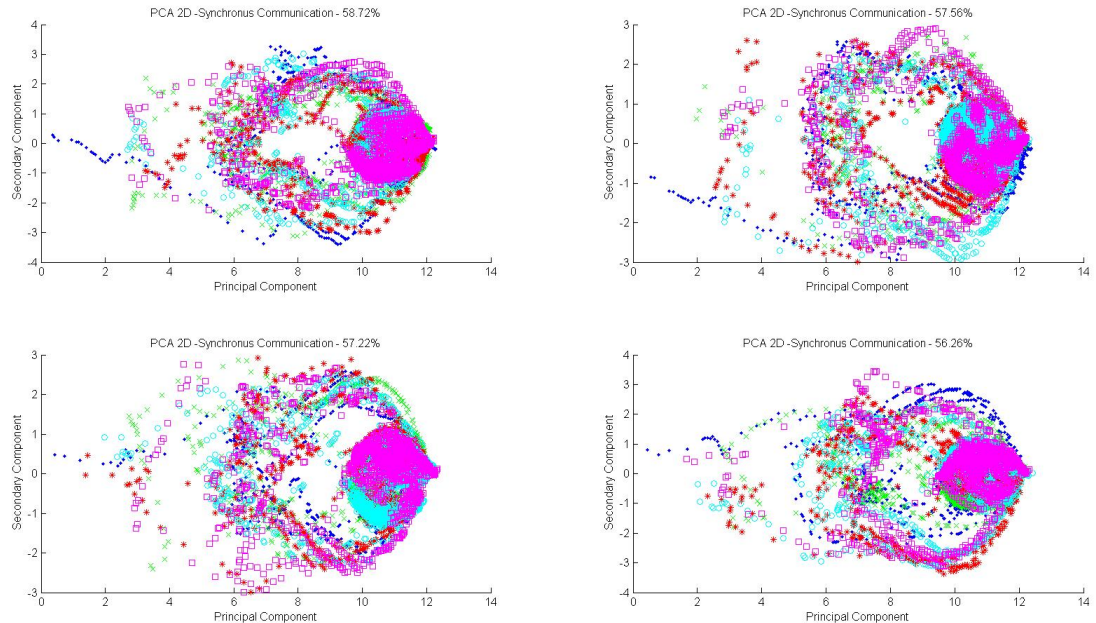 PCA 2D -Synchronus Communication - 58.72%
4
3
2
1
0
-1
-2
-3
-4
Secondary Component
0 2 4 6 8 10 12 14
Principal Component
PCA 2D -Synchronus Communication - 57.56%
3
2
1
0
-1
-2
-3
Secondary Component
0 2 4 6 8 10 12 14
Principal Component
PCA 2D -Synchronus Communication - 57.22%
3
2
1
0
-1
-2
-3
Secondary Component
0 2 4 6 8 10 12 14
Principal Component
PCA 2D -Synchronus Communication - 56.26%
4
3
2
1
0
-1
-2
-3
-4
Secondary Component
0 2 4 6 8 10 12 14
Principal Component